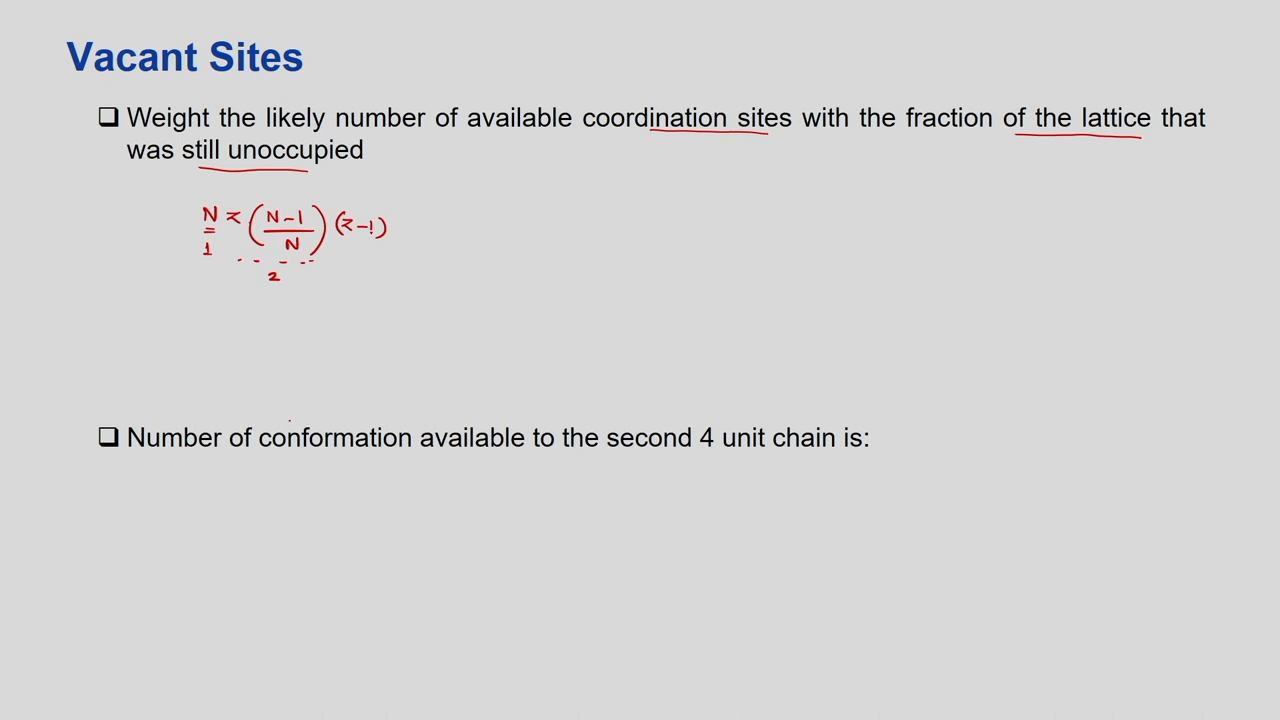 Vacant Sites
❑ Weight the likely number of available coordination sites with the fraction of the lattice that
was still unoccupied
N z ((N-1)/N) (z-1)
1
2
❑ Number of conformation available to the second 4 unit chain is: